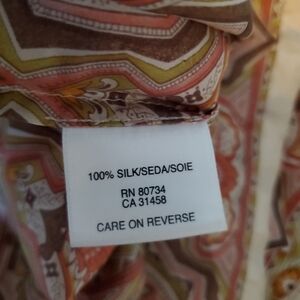 100% SILK/SEDA/SOIE
RN 80734
CA 31458
CARE ON REVERSE